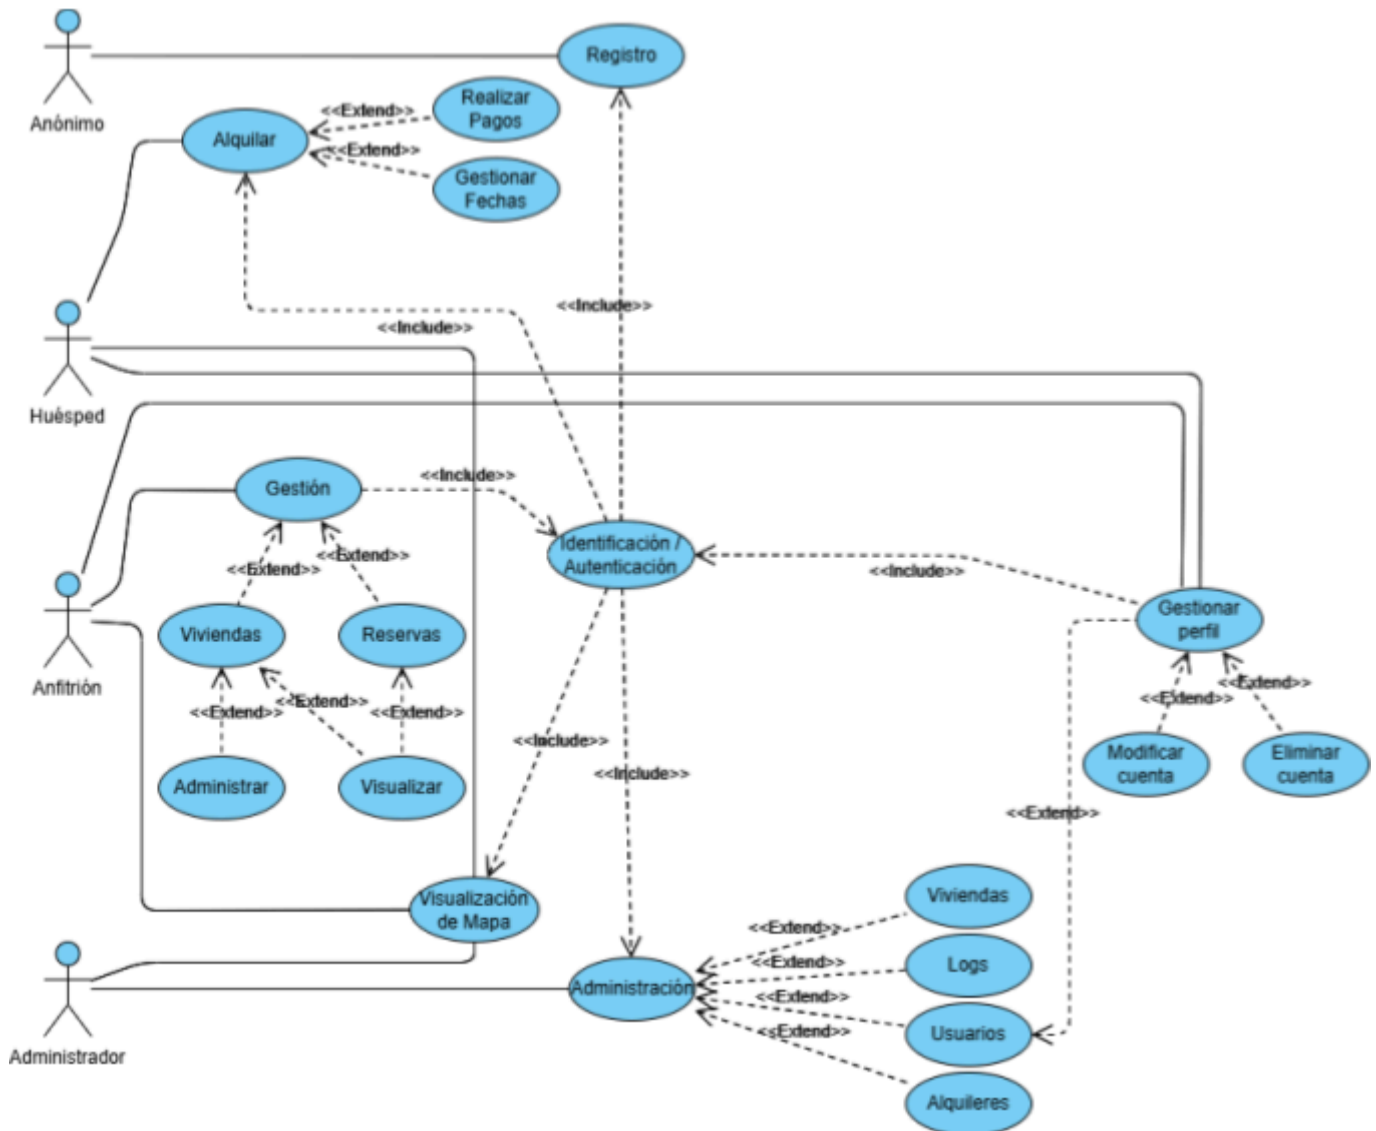 Registro
Anónimo
Alquilar
<<Extend>>
Realizar
Pagos
<<Extend>>
Gestionar
Fechas
<<Include>>
<<Include>>
Huésped
Gestión
<<Include>>
Identificación /
Autenticación
<<Include>>
<<Extend>>
<<Extend>>
Viviendas
Reservas
Gestionar
perfil
Anfitrión
<<Extend>>
<<Extend>>
<<Extend>>
<<Extend>>
<<Extend>>
Administrar
Visualizar
<<Include>>
<<Include>>
Modificar
cuenta
Eliminar
cuenta
<<Extend>>
Visualización
de Mapa
Viviendas
<<Extend>>
Logs
<<Extend>>
Administración
<<Extend>>
Usuarios
<<Extend>>
Administrador
Alquileres